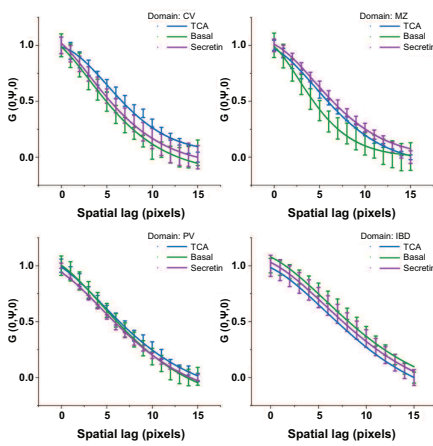 Domain: CV
TCA
Basal
Secretin
G (0,Ψ,0)
1.0
0.5
0.0
0 5 10 15
Spatial lag (pixels)
Domain: MZ
TCA
Basal
Secretin
G (0,Ψ,0)
1.0
0.5
0.0
0 5 10 15
Spatial lag (pixels)
Domain: PV
TCA
Basal
Secretin
G (0,Ψ,0)
1.0
0.5
0.0
0 5 10 15
Spatial lag (pixels)
Domain: IBD
TCA
Basal
Secretin
G (0,Ψ,0)
1.0
0.5
0.0
0 5 10 15
Spatial lag (pixels)